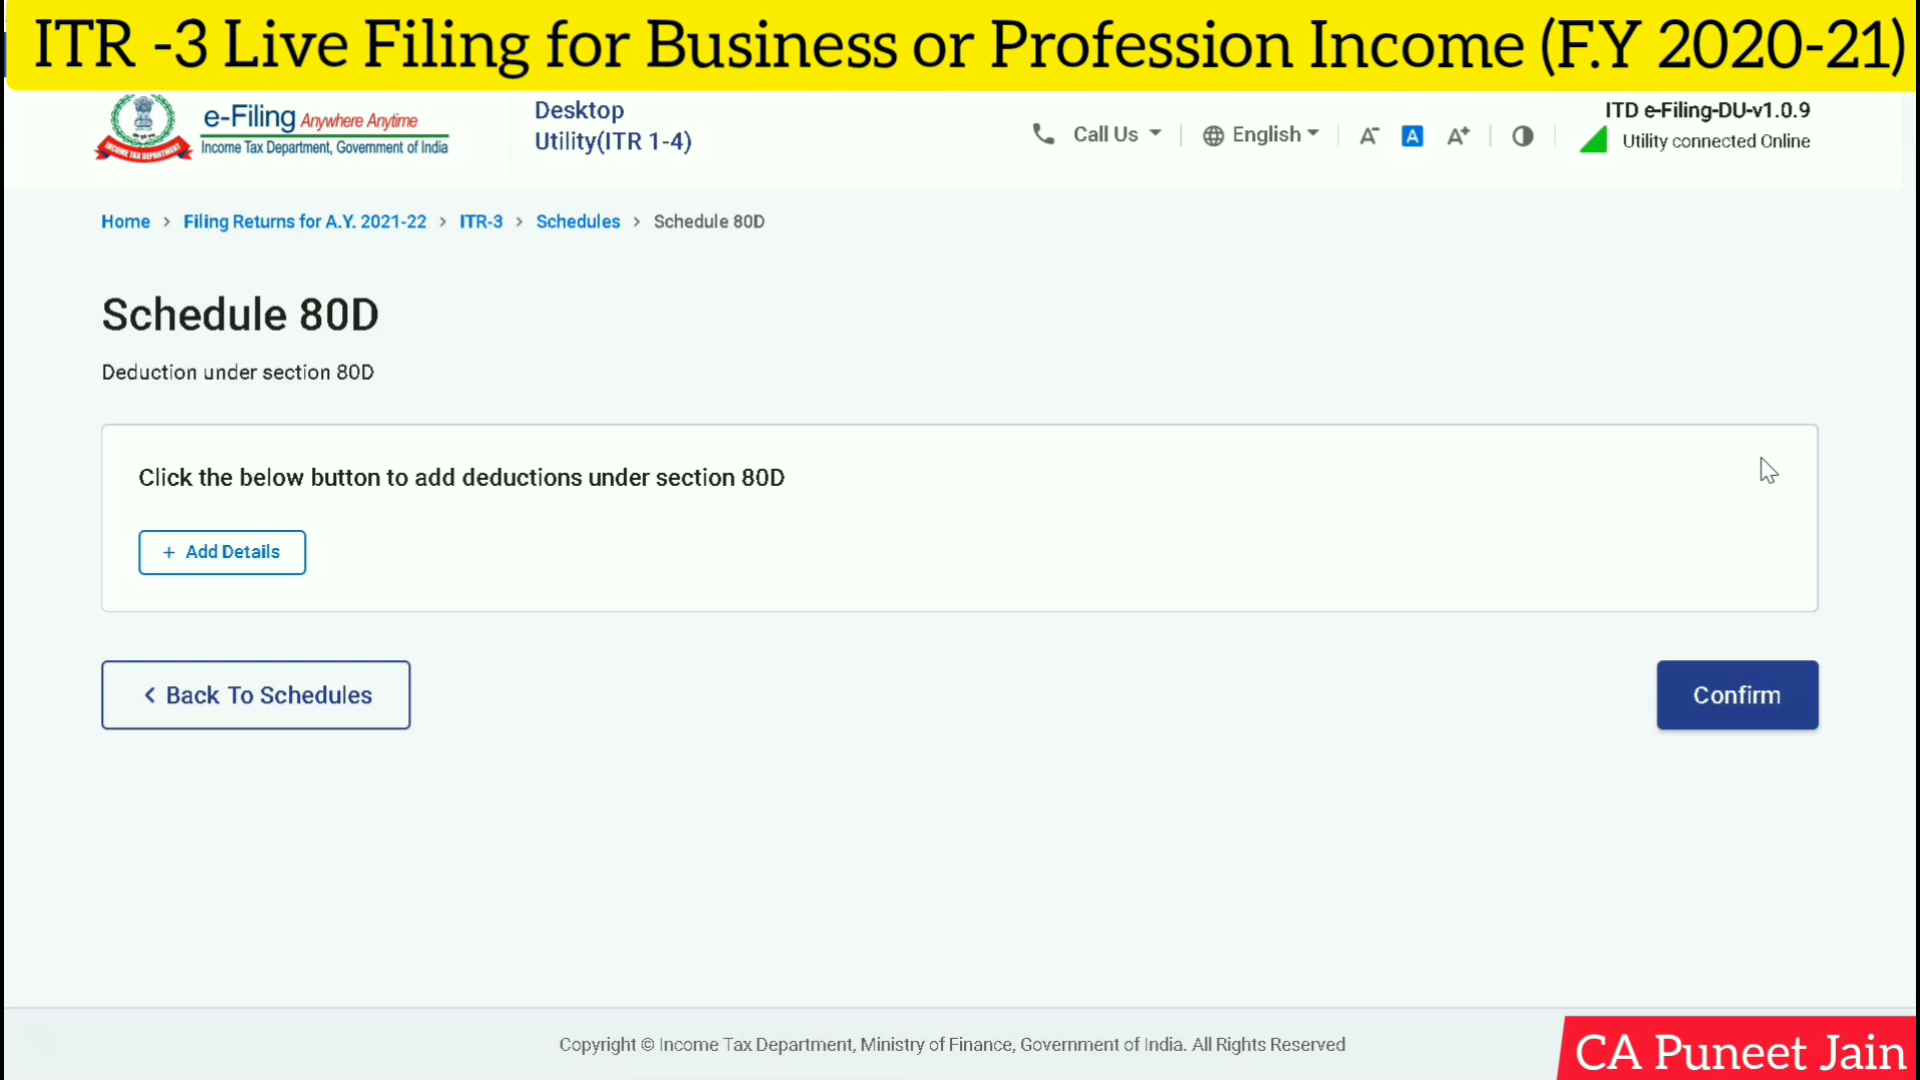 ITR -3 Live Filing for Business or Profession Income (F.Y 2020-21)
e-Filing Anywhere Anytime
Income Tax Department, Government of India
INCOME TAX DEPARTMENT
Desktop
Utility(ITR 1-4)
Call Us
English
A-
A
A+
ITD e-Filing-DU-v1.0.9
Utility connected Online
Home > Filing Returns for A.Y. 2021-22 > ITR-3 > Schedules > Schedule 80D
Schedule 80D
Deduction under section 80D
Click the below button to add deductions under section 80D
+ Add Details
< Back To Schedules
Confirm
Copyright © Income Tax Department, Ministry of Finance, Government of India. All Rights Reserved
CA Puneet Jain